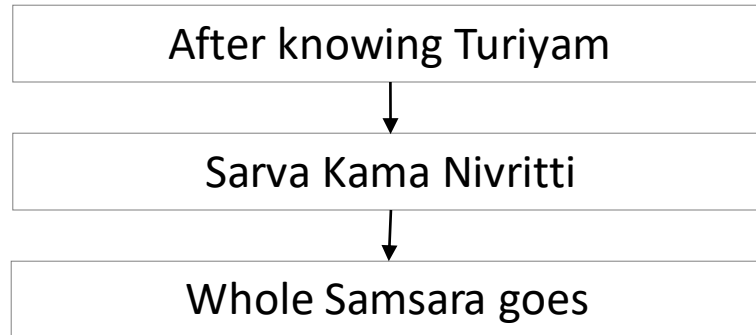 After knowing Turiyam
Sarva Kama Nivritti
Whole Samsara goes